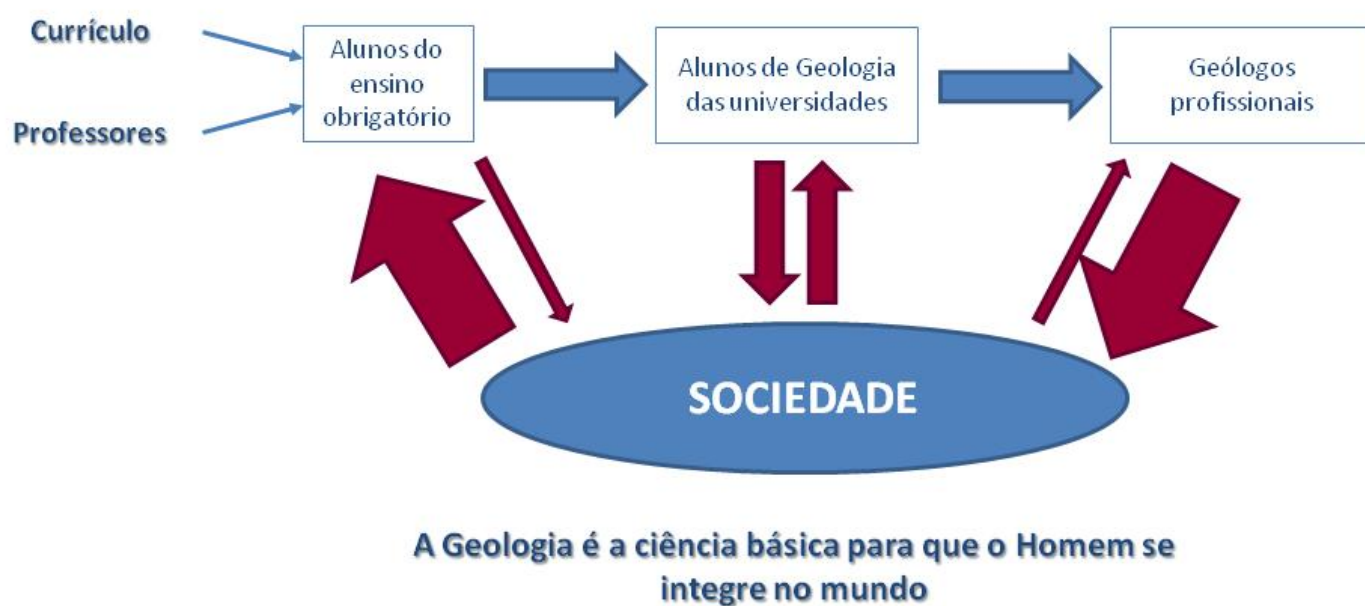 Currículo
Professores
Alunos do
ensino
obrigatório
Alunos de Geologia
das universidades
Geólogos
profissionais
SOCIEDADE
A Geologia é a ciência básica para que o Homem se
integre no mundo